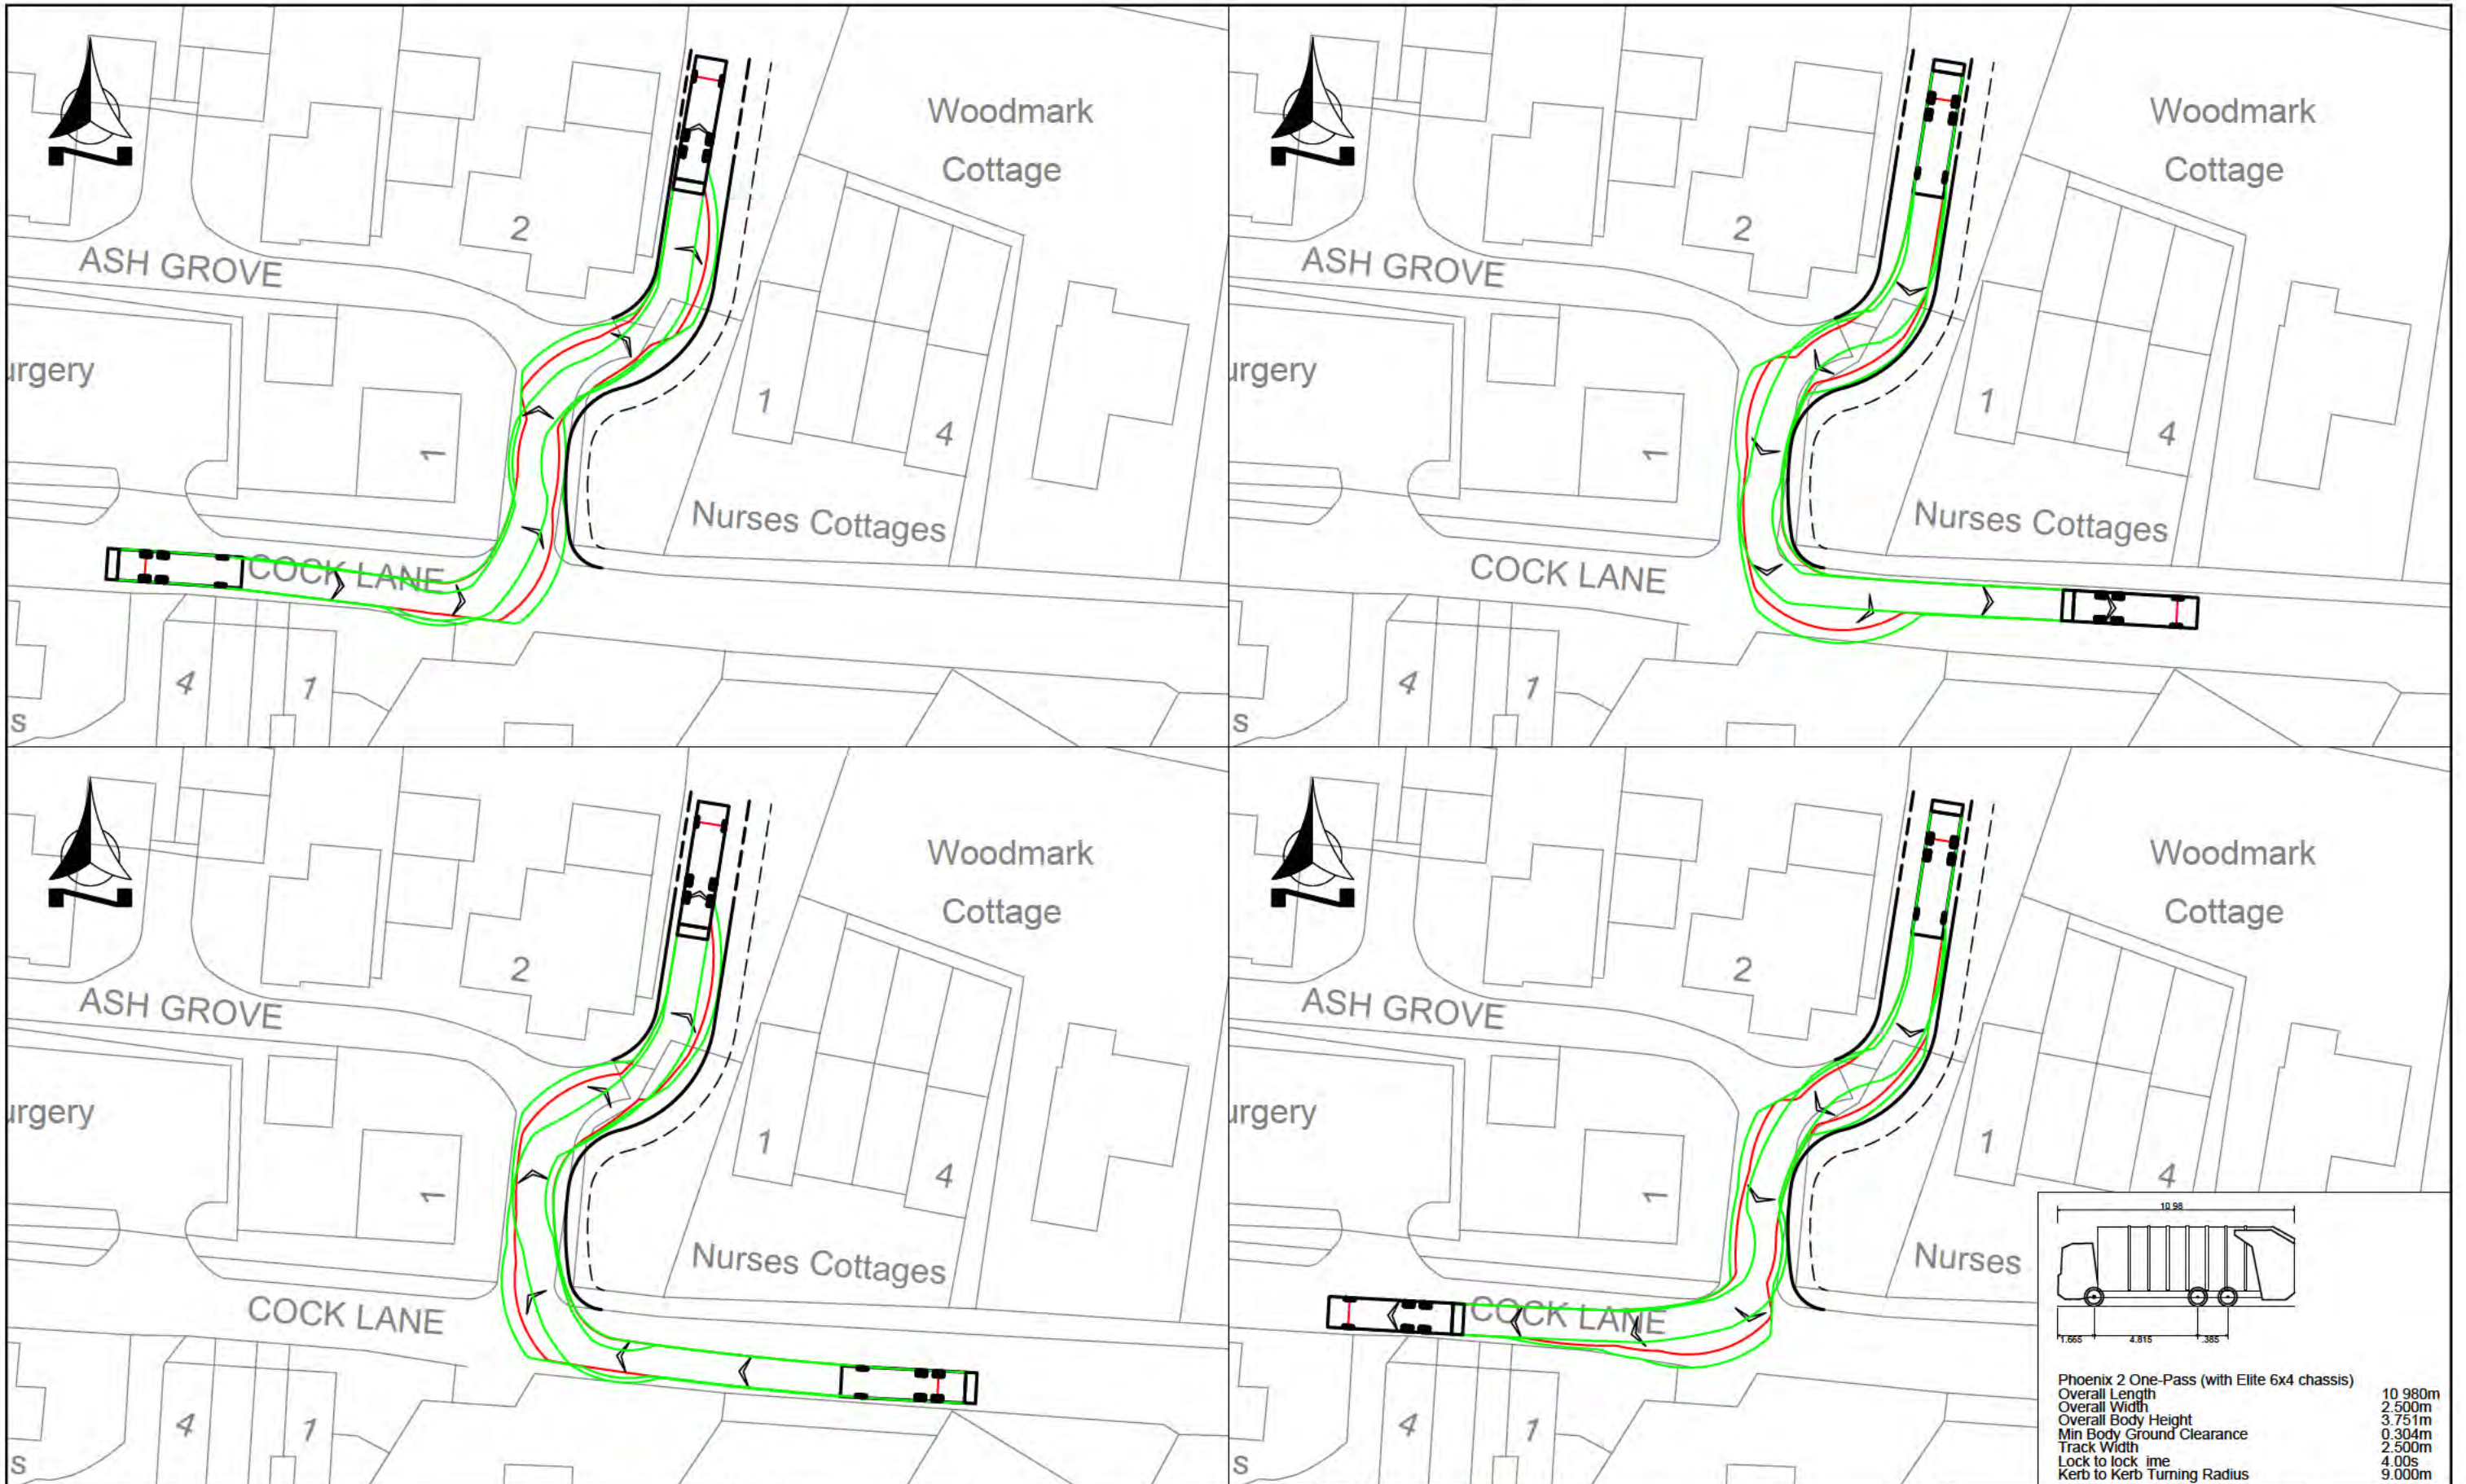 Woodmark
Cottage
2
ASH GROVE
urgery
1
4
1
Nurses Cottages
COCK LANE
4
1
s
N
Woodmark
Cottage
2
ASH GROVE
urgery
1
4
1
Nurses Cottages
COCK LANE
4
1
s
N
Woodmark
Cottage
2
ASH GROVE
urgery
1
4
1
Nurses Cottages
COCK LANE
4
1
s
N
Woodmark
Cottage
2
ASH GROVE
urgery
1
4
1
Nurses
COCK LANE
4
1
s
N
10 98
1.665
4.815
.385
Phoenix 2 One-Pass (with Elite 6x4 chassis)
Overall Length 10 980m
Overall Width 2.500m
Overall Body Height 3.751m
Min Body Ground Clearance 0.304m
Track Width 2.500m
Lock to lock ime 4.00s
Kerb to Kerb Turning Radius 9.000m